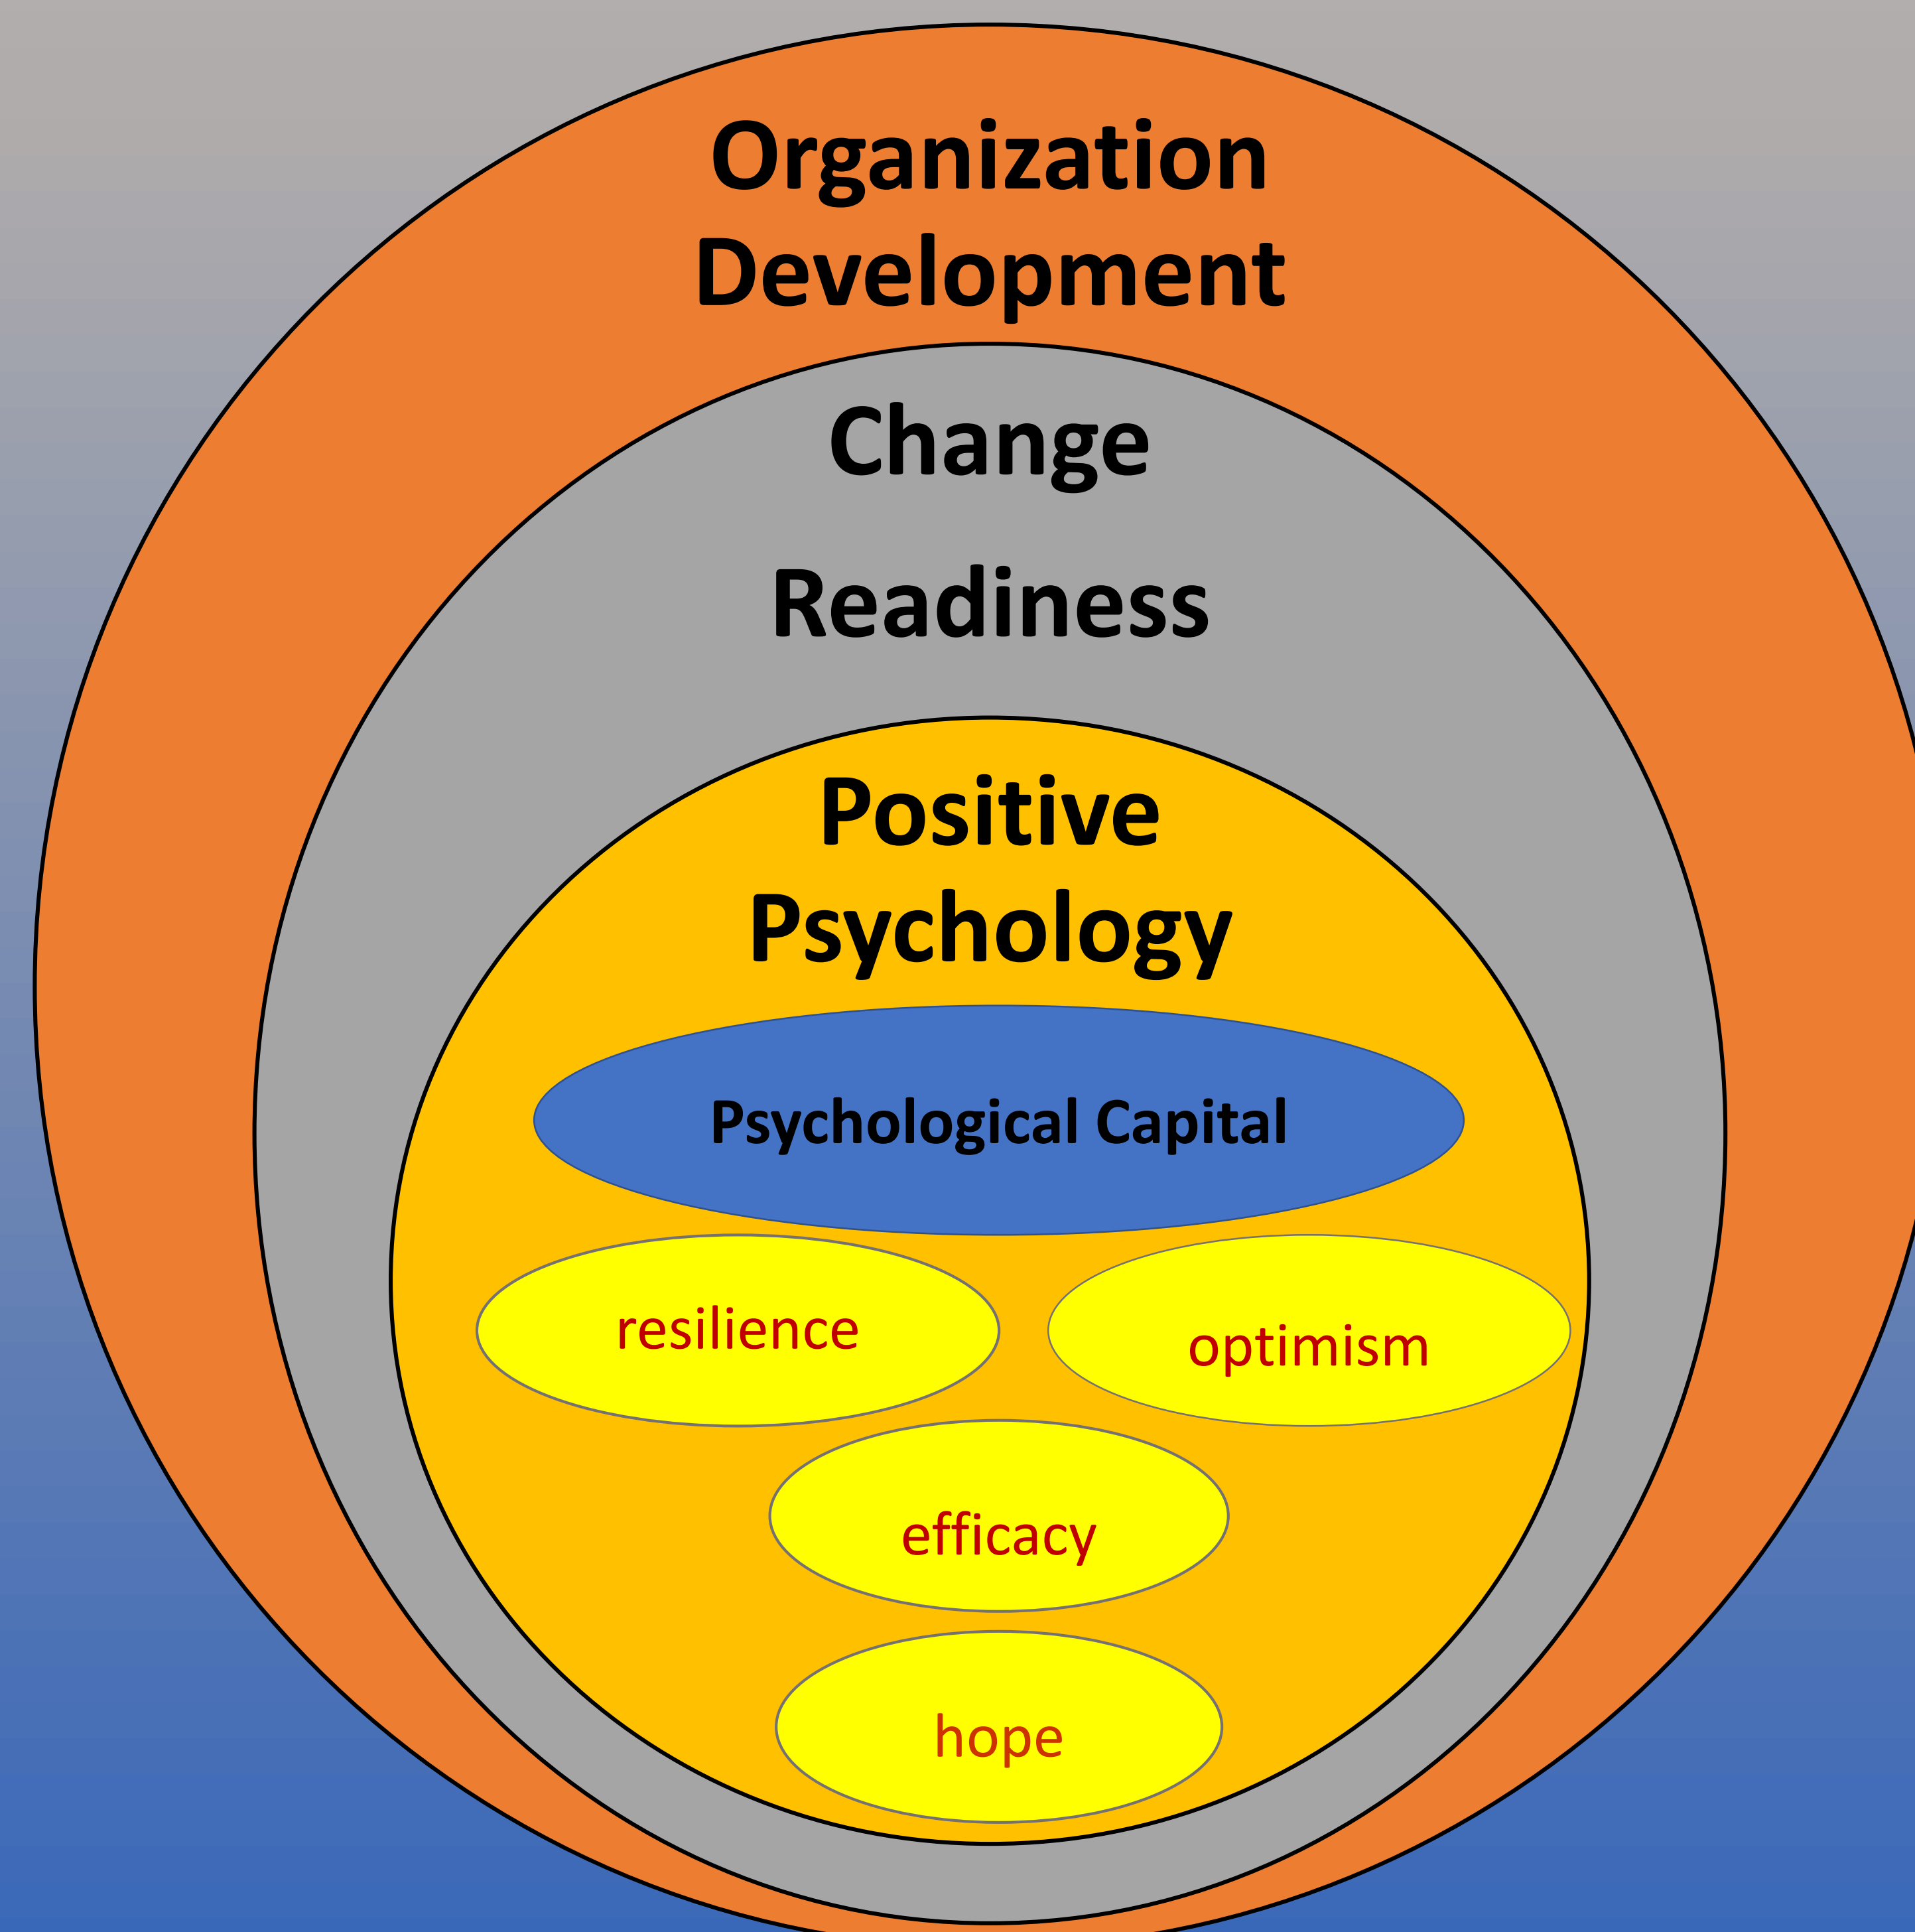 Organization
Development
Change
Readiness
Positive
Psychology
Psychological Capital
resilience
optimism
efficacy
hope